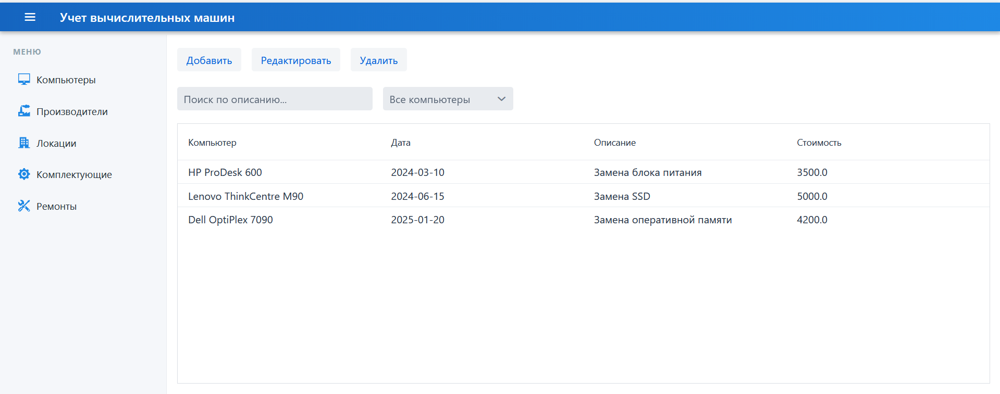 Учет вычислительных машин
МЕНЮ
Компьютеры
Производители
Локации
Комплектующие
Ремонты
Добавить Редактировать Удалить
Поиск по описанию... Все компьютеры
Компьютер Дата Описание Стоимость
HP ProDesk 600 2024-03-10 Замена блока питания 3500.0
Lenovo ThinkCentre M90 2024-06-15 Замена SSD 5000.0
Dell OptiPlex 7090 2025-01-20 Замена оперативной памяти 4200.0